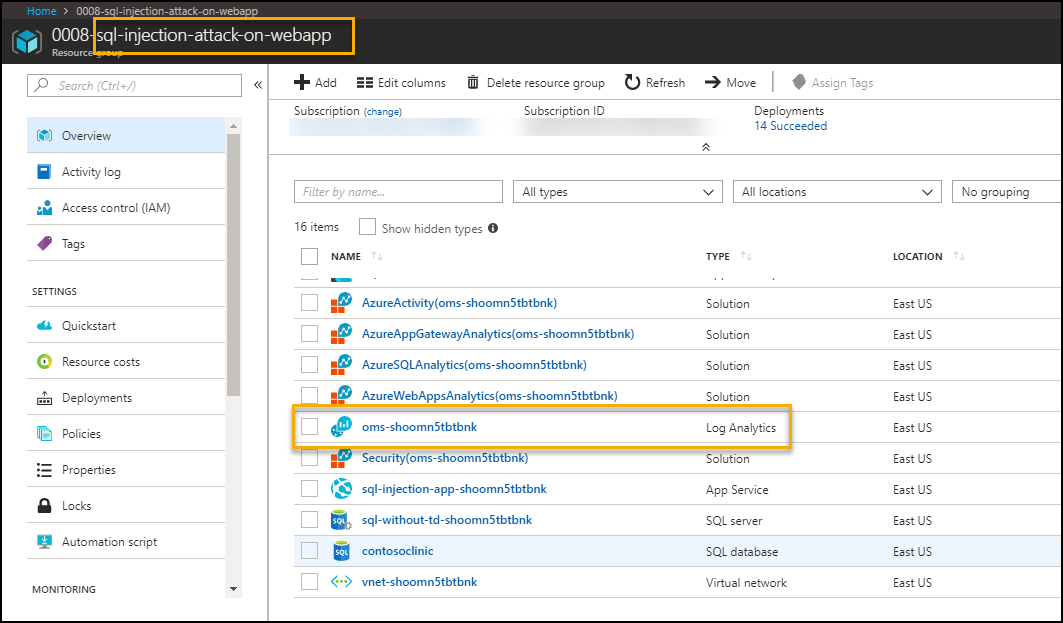 Home > 0008-sql-injection-attack-on-webapp
0008-sql-injection-attack-on-webapp
Resource group
Search (Ctrl+/)
Overview
Activity log
Access control (IAM)
Tags
SETTINGS
Quickstart
Resource costs
Deployments
Policies
Properties
Locks
Automation script
MONITORING
Add Edit columns Delete resource group Refresh Move Assign Tags
Subscription (change) Subscription ID Deployments
14 Succeeded
Filter by name... All types All locations No grouping
16 items Show hidden types
NAME TYPE LOCATION
AzureActivity(oms-shoomn5tbtbnk) Solution East US
AzureAppGatewayAnalytics(oms-shoomn5tbtbnk) Solution East US
AzureSQLAnalytics(oms-shoomn5tbtbnk) Solution East US
AzureWebAppsAnalytics(oms-shoomn5tbtbnk) Solution East US
oms-shoomn5tbtbnk Log Analytics East US
Security(oms-shoomn5tbtbnk) Solution East US
sql-injection-app-shoomn5tbtbnk App Service East US
sql-without-td-shoomn5tbtbnk SQL server East US
contosoclinic SQL database East US
vnet-shoomn5tbtbnk Virtual network East US